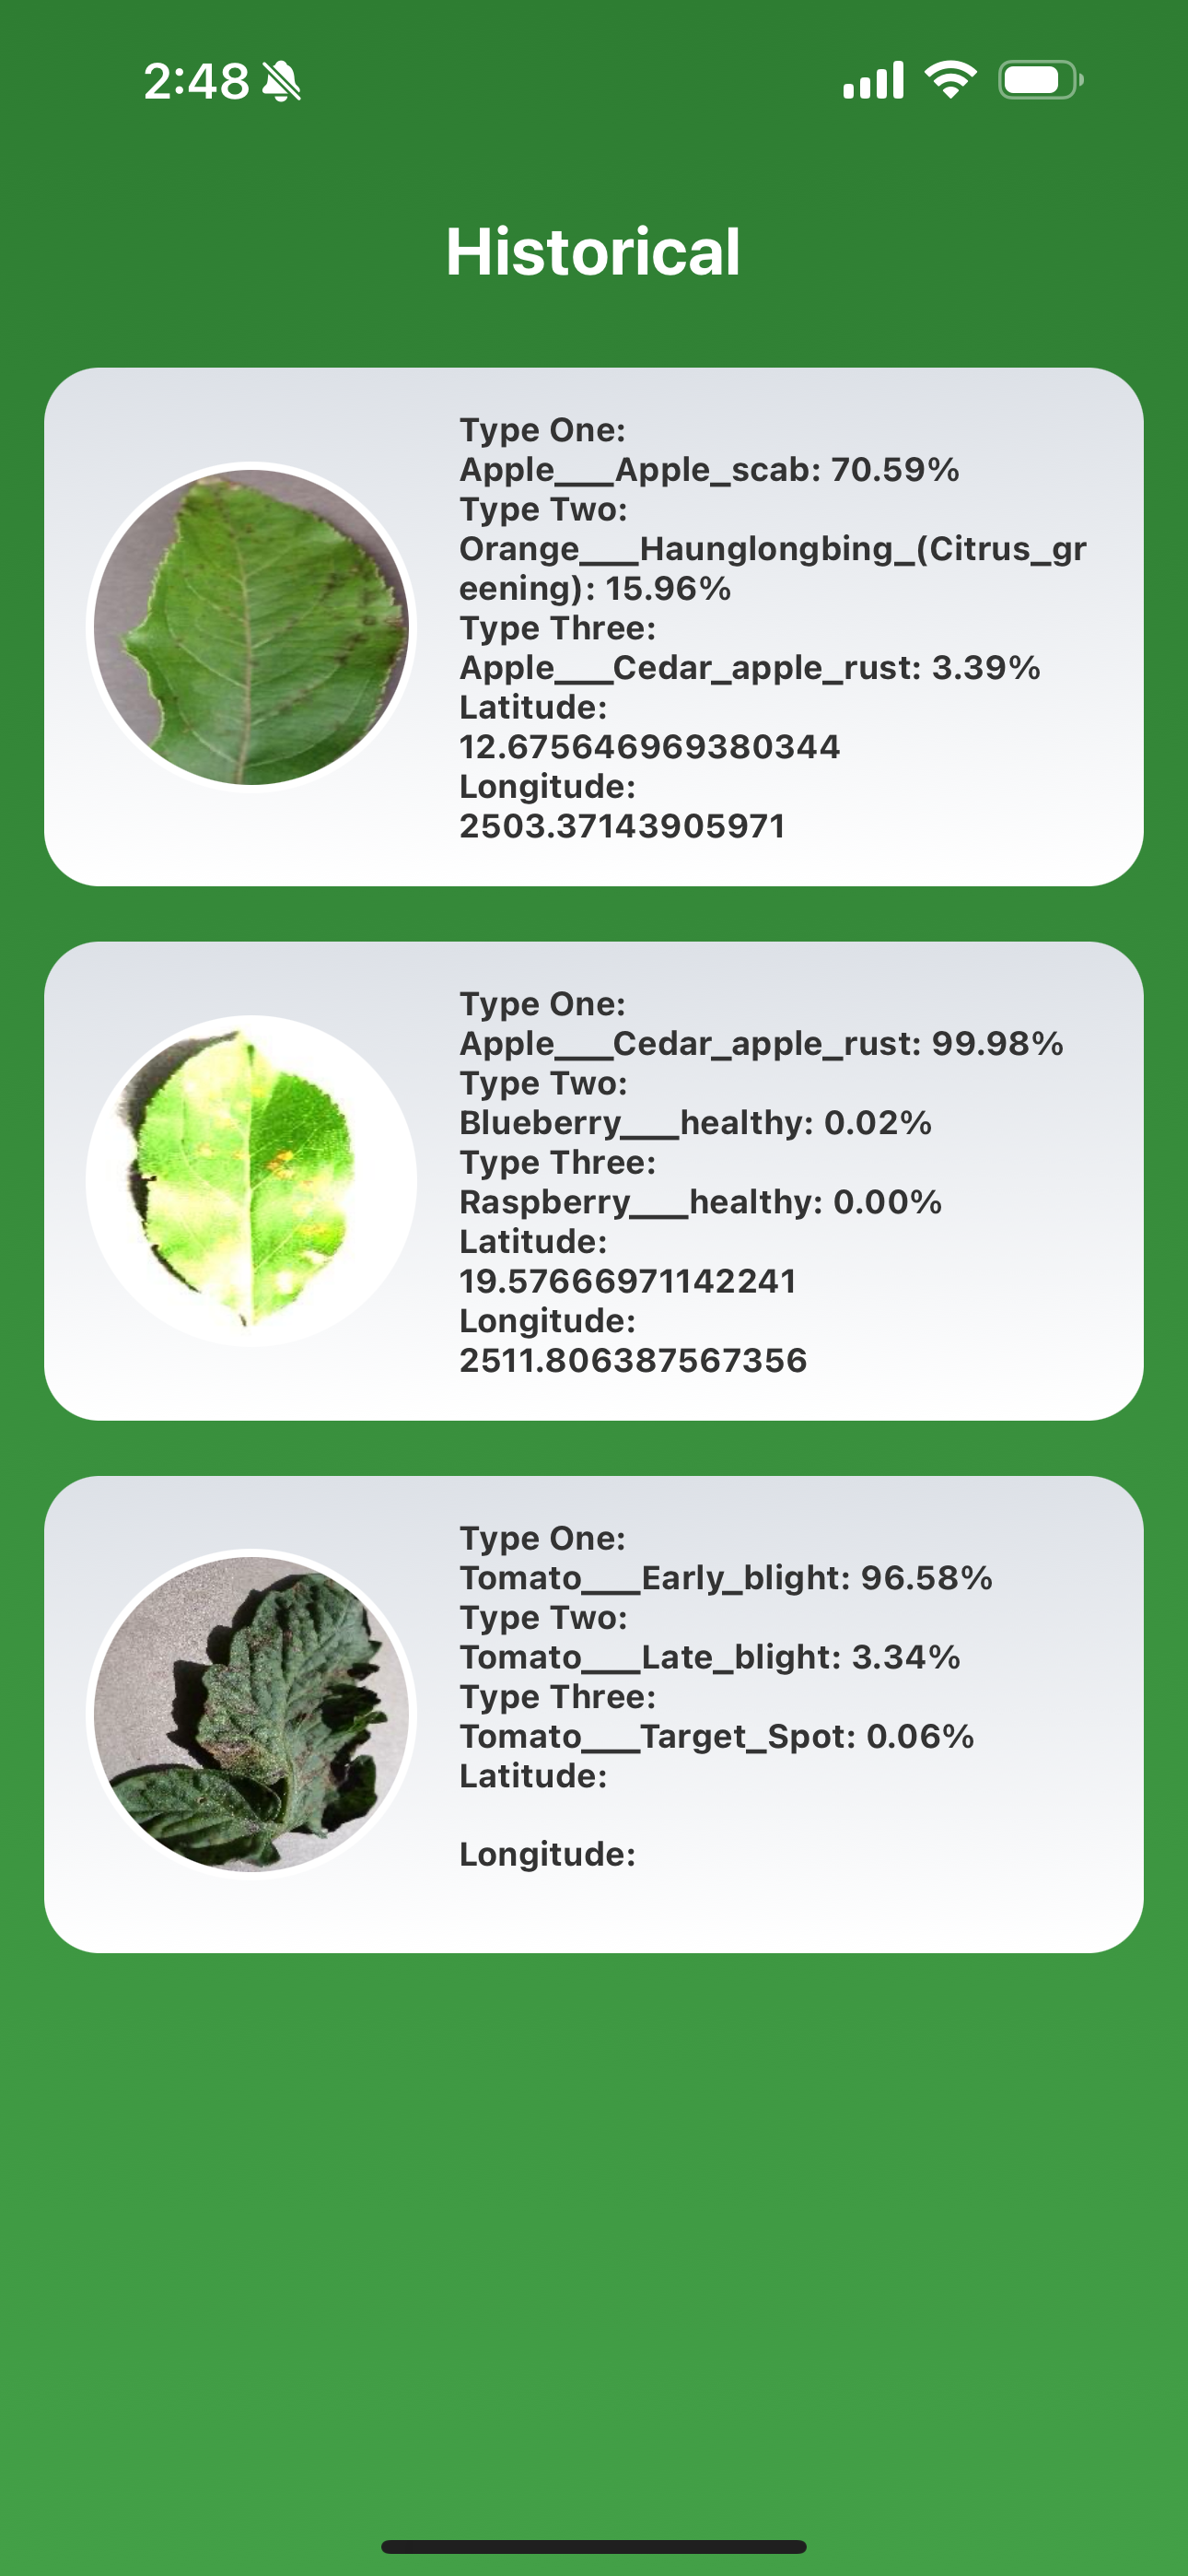 2:48
Historical
Type One:
Apple___Apple_scab: 70.59%
Type Two:
Orange___Haunglongbing_(Citrus_gr
eening): 15.96%
Type Three:
Apple___Cedar_apple_rust: 3.39%
Latitude:
12.675646969380344
Longitude:
2503.37143905971
Type One:
Apple___Cedar_apple_rust: 99.98%
Type Two:
Blueberry___healthy: 0.02%
Type Three:
Raspberry___healthy: 0.00%
Latitude:
19.57666971142241
Longitude:
2511.806387567356
Type One:
Tomato___Early_blight: 96.58%
Type Two:
Tomato___Late_blight: 3.34%
Type Three:
Tomato___Target_Spot: 0.06%
Latitude:
Longitude: